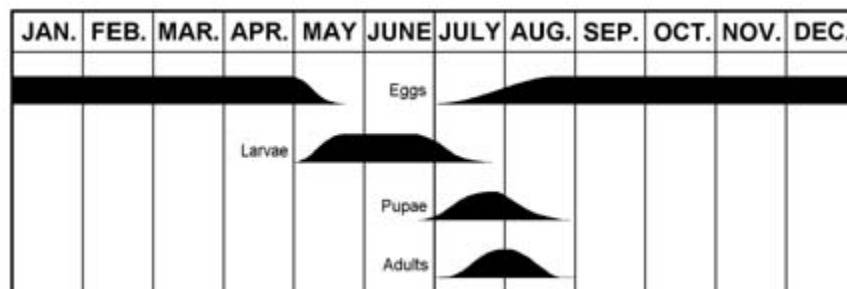 JAN. FEB. MAR. APR. MAY JUNE JULY AUG. SEP. OCT. NOV. DEC.
Eggs
Larvae
Pupae
Adults